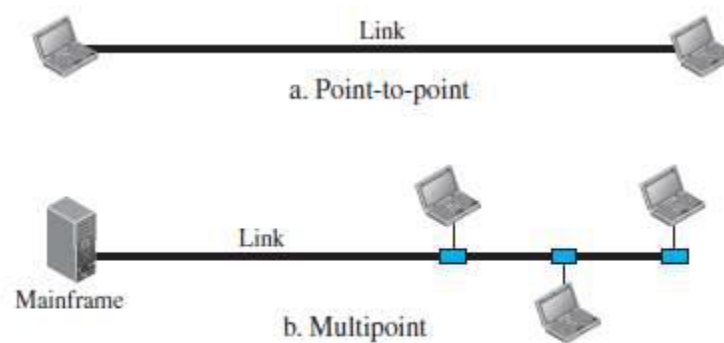 Link
a. Point-to-point
Link
Mainframe
b. Multipoint